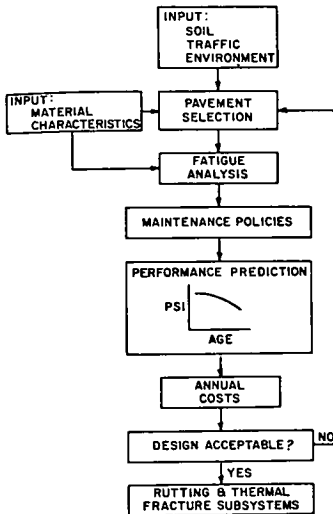 INPUT:
SOIL
TRAFFIC
ENVIRONMENT
INPUT:
MATERIAL
CHARACTERISTICS
PAVEMENT
SELECTION
FATIGUE
ANALYSIS
MAINTENANCE POLICIES
PERFORMANCE PREDICTION
PSI
AGE
ANNUAL
COSTS
DESIGN ACCEPTABLE?
NO
YES
RUTTING & THERMAL
FRACTURE SUBSYSTEMS